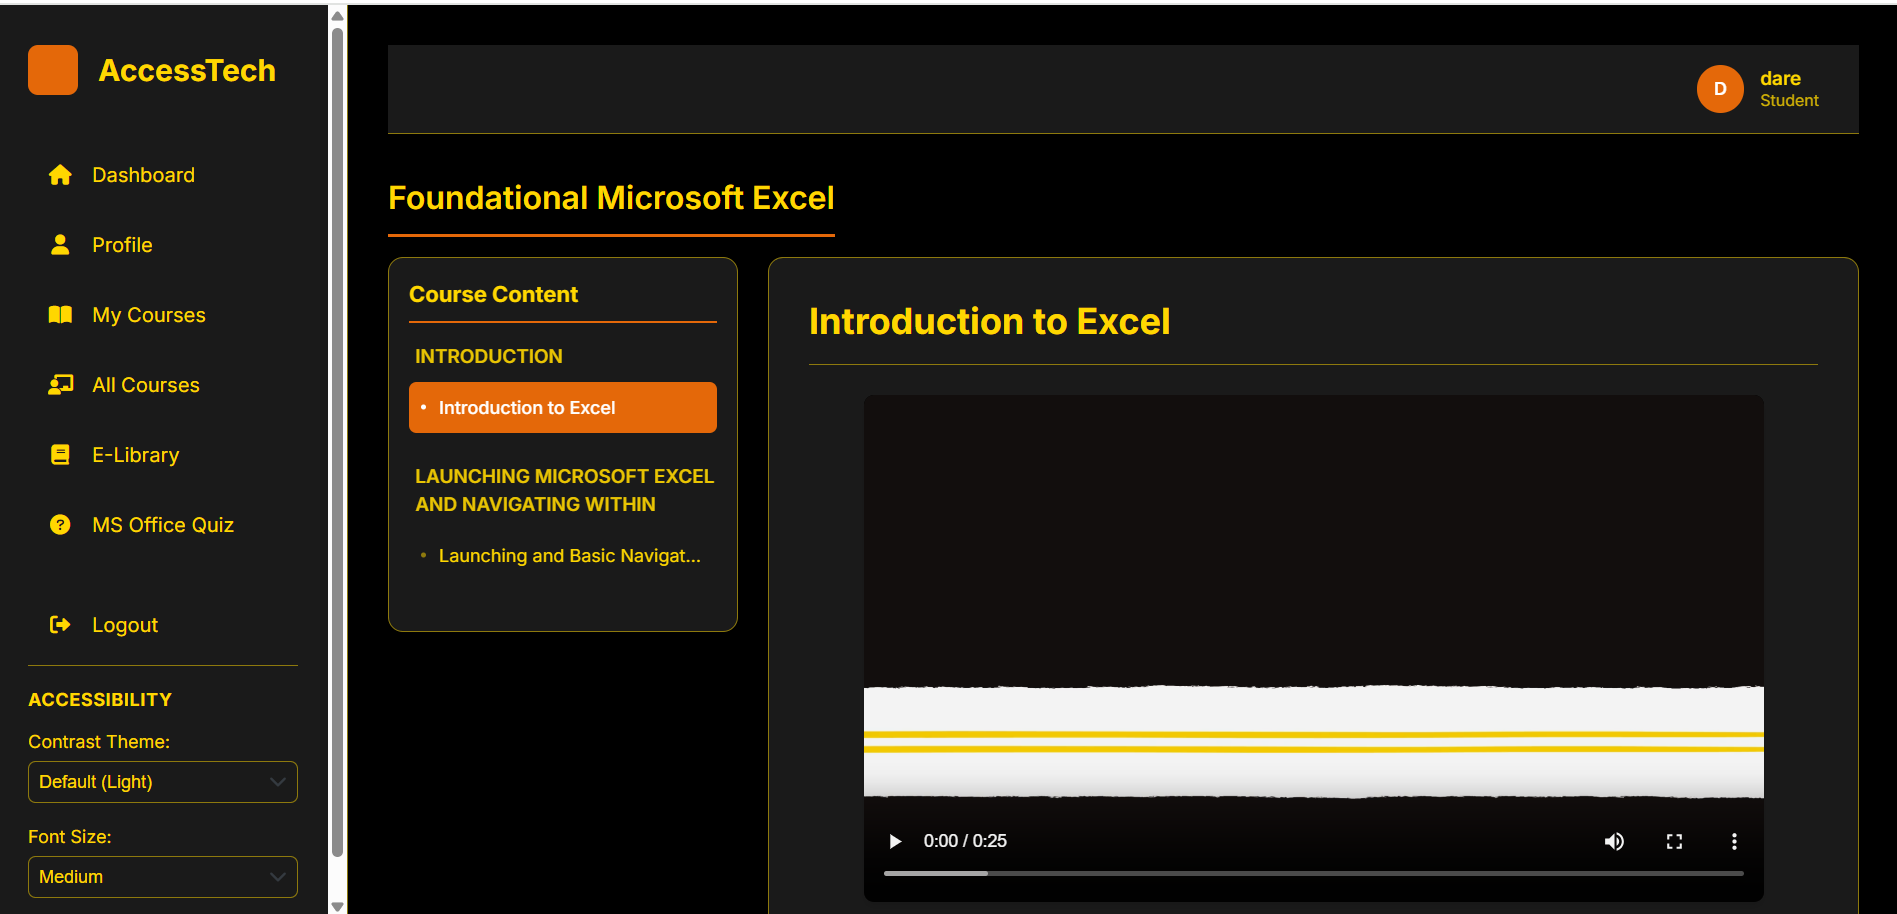 AccessTech
Dashboard
Profile
My Courses
All Courses
E-Library
MS Office Quiz
Logout
ACCESSIBILITY
Contrast Theme:
Default (Light)
Font Size:
Medium
D
dare
Student
Foundational Microsoft Excel
Course Content
INTRODUCTION
• Introduction to Excel
LAUNCHING MICROSOFT EXCEL
AND NAVIGATING WITHIN
• Launching and Basic Navigat...
Introduction to Excel
0:00 / 0:25